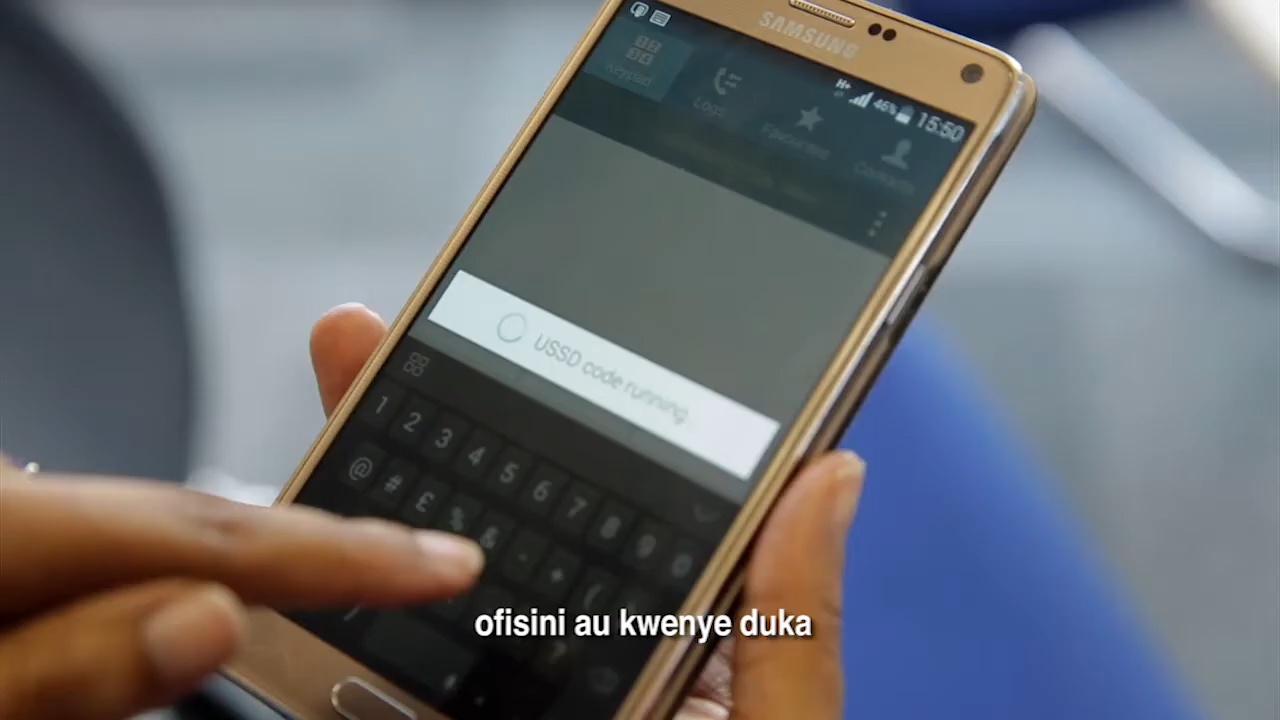 SAMSUNG
H+ 46% 15:50
Keypad
Logs
Favourites
Contacts
USSD code running
1 2 3 4 5 6 7 8 9 0
@ # £ % & - +
ofisini au kwenye duka